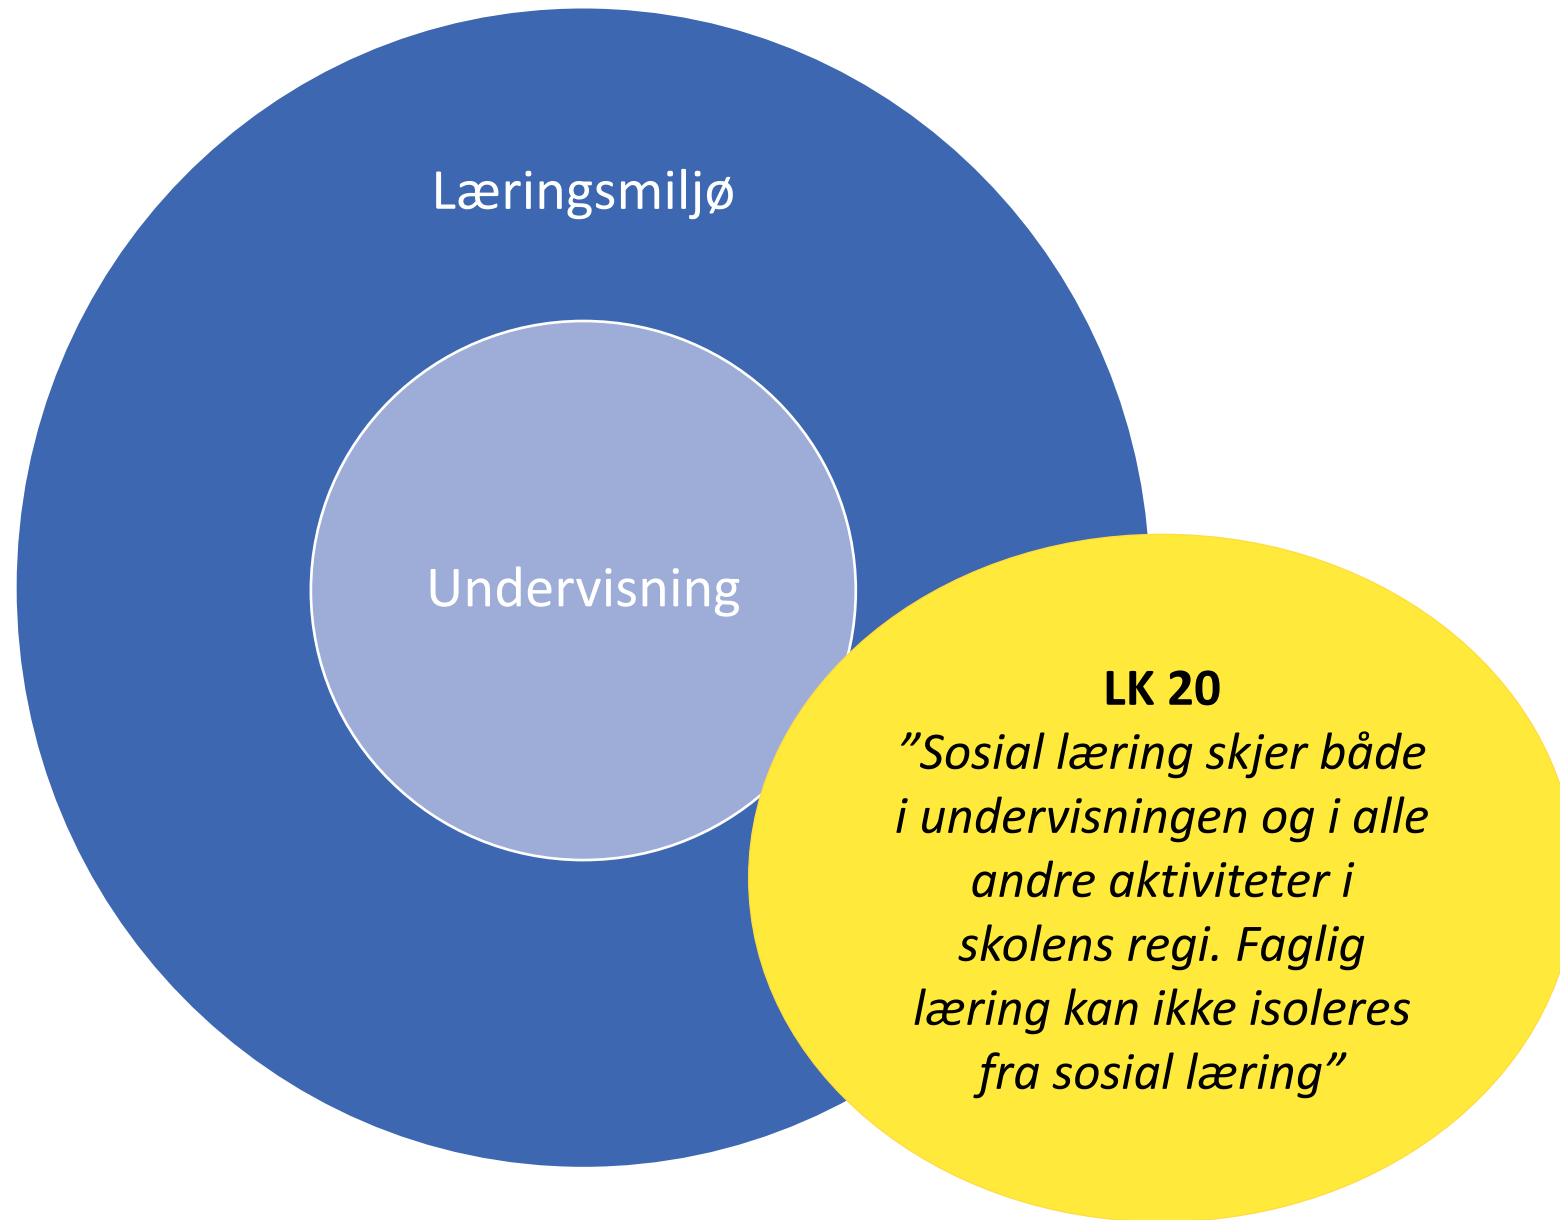 Læringsmiljø
Undervisning
LK 20
”Sosial læring skjer både
i undervisningen og i alle
andre aktiviteter i
skolens regi. Faglig
læring kan ikke isoleres
fra sosial læring”